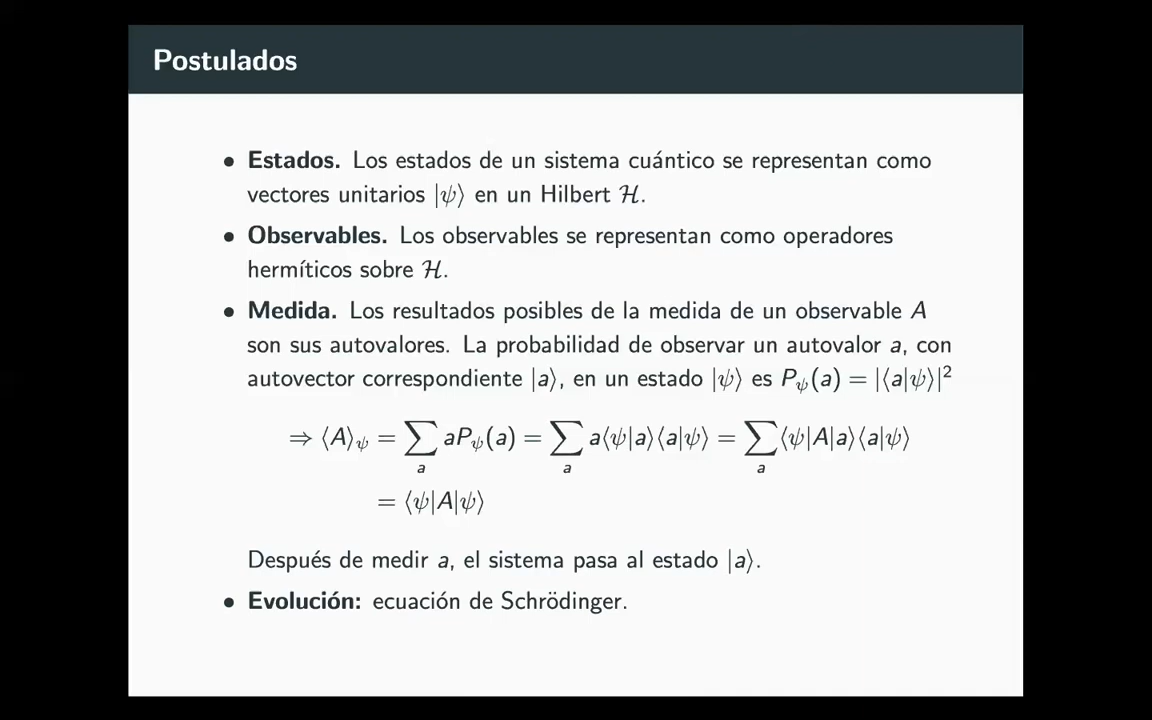 Postulados
• Estados. Los estados de un sistema cuántico se representan como
vectores unitarios |ψ⟩ en un Hilbert ℋ.
• Observables. Los observables se representan como operadores
hermíticos sobre ℋ.
• Medida. Los resultados posibles de la medida de un observable A
son sus autovalores. La probabilidad de observar un autovalor a, con
autovector correspondiente |a⟩, en un estado |ψ⟩ es P_ψ(a) = |⟨a|ψ⟩|²
⇒ ⟨A⟩_ψ = ∑_a aP_ψ(a) = ∑_a a⟨ψ|a⟩⟨a|ψ⟩ = ∑_a ⟨ψ|A|a⟩⟨a|ψ⟩
= ⟨ψ|A|ψ⟩
Después de medir a, el sistema pasa al estado |a⟩.
• Evolución: ecuación de Schrödinger.